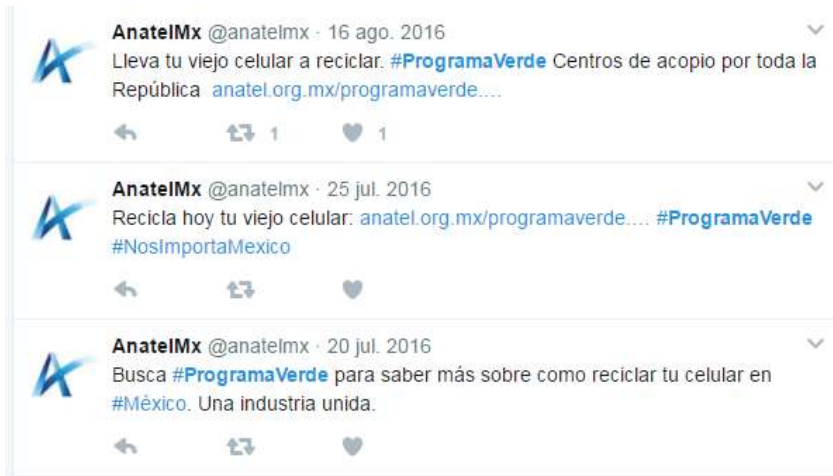 AnatelMx @anatelmx · 16 ago. 2016
Lleva tu viejo celular a reciclar. #ProgramaVerde Centros de acopio por toda la
República anatel.org.mx/programaverde....
1 1
AnatelMx @anatelmx · 25 jul. 2016
Recicla hoy tu viejo celular: anatel.org.mx/programaverde.... #ProgramaVerde
#NosImportaMexico
AnatelMx @anatelmx · 20 jul. 2016
Busca #ProgramaVerde para saber más sobre como reciclar tu celular en
#México. Una industria unida.